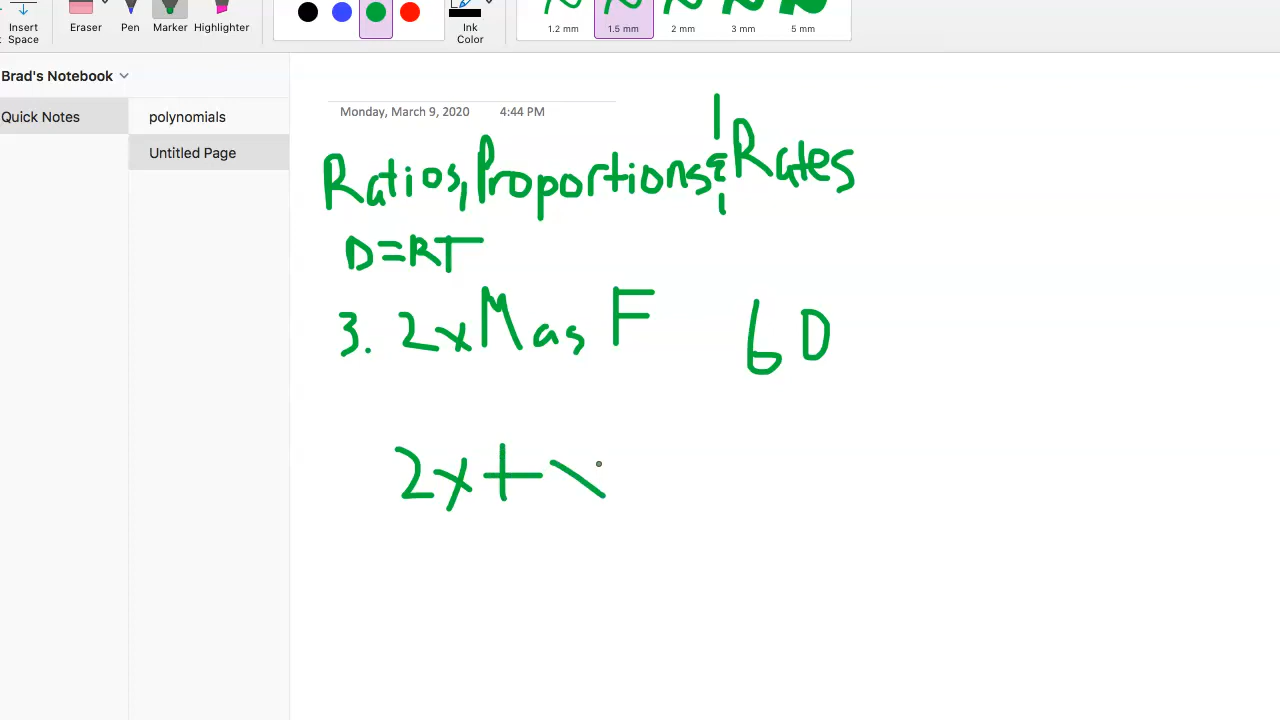 Insert Space Eraser Pen Marker Highlighter Ink Color 1.2 mm 1.5 mm 2 mm 3 mm 5 mm
Brad's Notebook
Quick Notes
polynomials
Untitled Page
Monday, March 9, 2020 4:44 PM
Ratios, Proportions & Rates
D=RT
3. 2x M as F 6 D
2x+